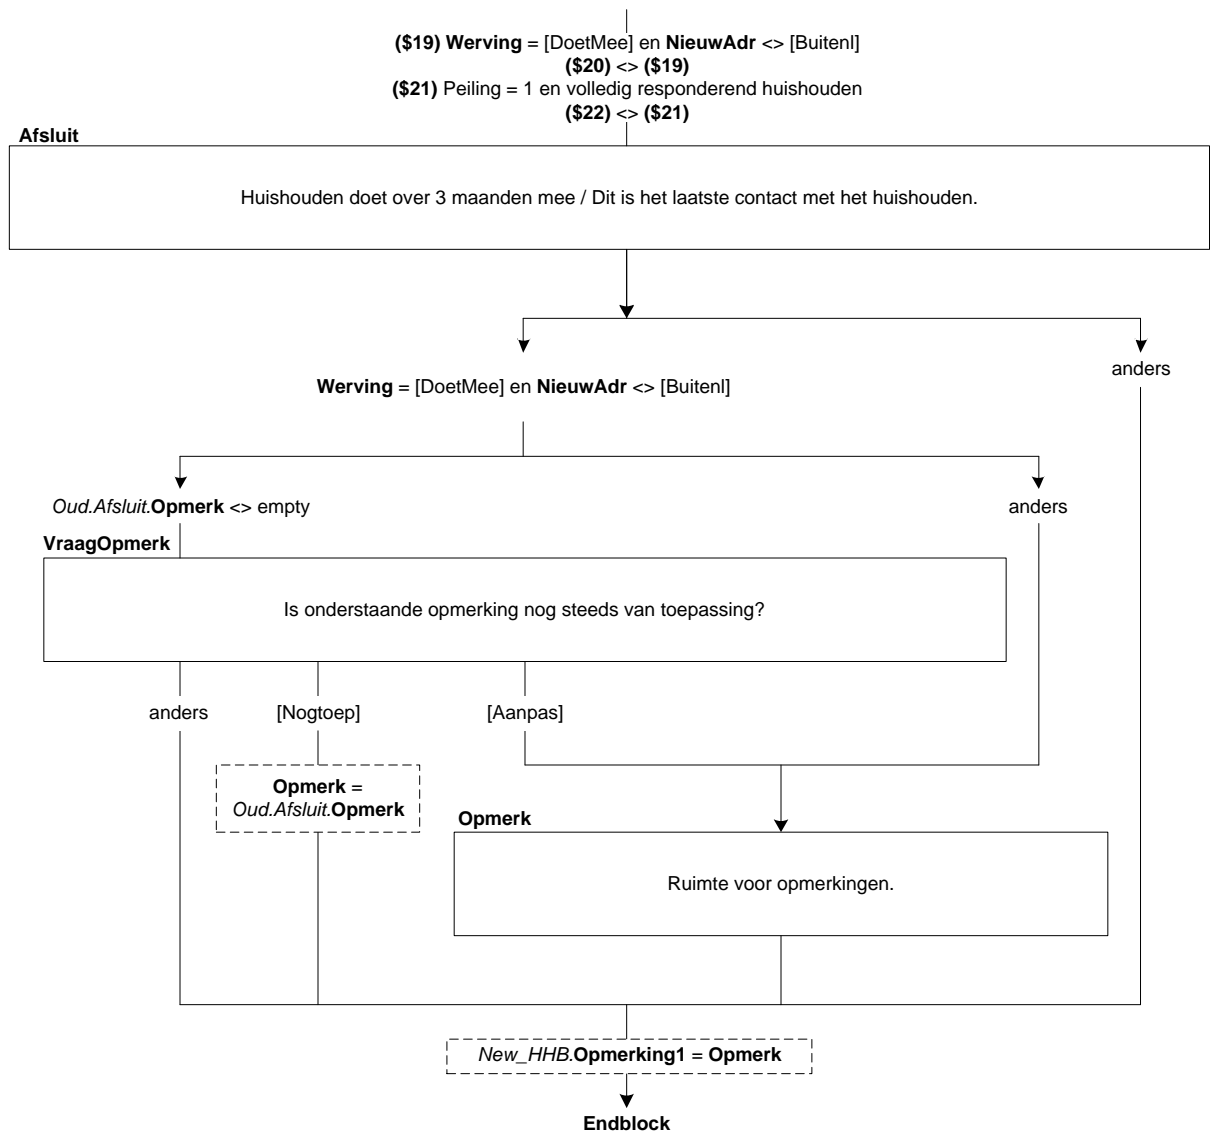 ($19) Werving = [DoetMee] en NieuwAdr <> [Buitenl]
($20) <> ($19)
($21) Peiling = 1 en volledig responderend huishouden
($22) <> ($21)
Afsluit
Huishouden doet over 3 maanden mee / Dit is het laatste contact met het huishouden.
anders
Werving = [DoetMee] en NieuwAdr <> [Buitenl]
Oud.Afsluit.Opmerk <> empty
anders
VraagOpmerk
Is onderstaande opmerking nog steeds van toepassing?
anders
[Nogtoep]
[Aanpas]
Opmerk =
Oud.Afsluit.Opmerk
Opmerk
Ruimte voor opmerkingen.
New_HHB.Opmerking1 = Opmerk
Endblock